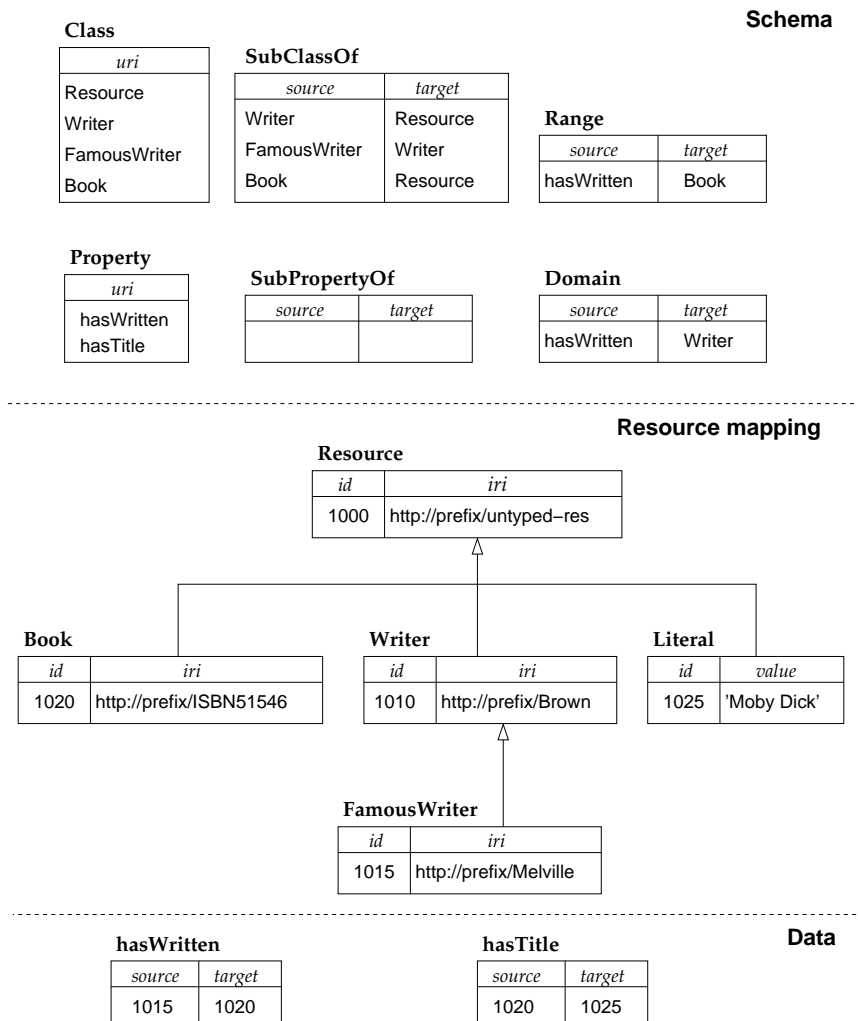 Schema
Class
uri
Resource
Writer
FamousWriter
Book
SubClassOf
source target
Writer Resource
FamousWriter Writer
Book Resource
Range
source target
hasWritten Book
Property
uri
hasWritten
hasTitle
SubPropertyOf
source target
Domain
source target
hasWritten Writer
Resource mapping
Resource
id iri
1000 http://prefix/untyped−res
Book
id iri
1020 http://prefix/ISBN51546
Writer
id iri
1010 http://prefix/Brown
Literal
id value
1025 'Moby Dick'
FamousWriter
id iri
1015 http://prefix/Melville
Data
hasWritten
source target
1015 1020
hasTitle
source target
1020 1025